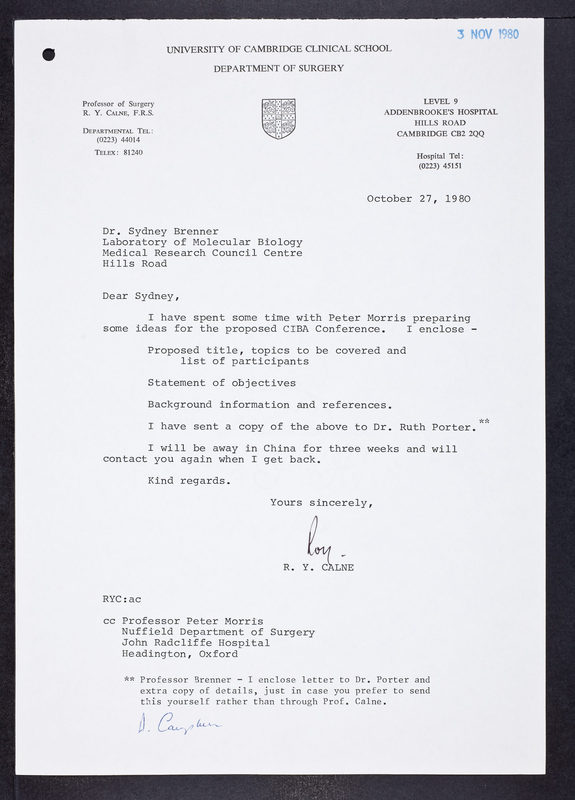 3 NOV 1980
UNIVERSITY OF CAMBRIDGE CLINICAL SCHOOL
DEPARTMENT OF SURGERY
Professor of Surgery
R. Y. CALNE, F.R.S.
DEPARTMENTAL TEL:
(0223) 44014
TELEX: 81240
LEVEL 9
ADDENBROOKE'S HOSPITAL
HILLS ROAD
CAMBRIDGE CB2 2QQ
Hospital Tel:
(0223) 45151
October 27, 1980
Dr. Sydney Brenner
Laboratory of Molecular Biology
Medical Research Council Centre
Hills Road
Dear Sydney,
I have spent some time with Peter Morris preparing
some ideas for the proposed CIBA Conference. I enclose -
Proposed title, topics to be covered and
list of participants
Statement of objectives
Background information and references.
I have sent a copy of the above to Dr. Ruth Porter.**
I will be away in China for three weeks and will
contact you again when I get back.
Kind regards.
Yours sincerely,
Roy.
R. Y. CALNE
RYC:ac
cc Professor Peter Morris
Nuffield Department of Surgery
John Radcliffe Hospital
Headington, Oxford
** Professor Brenner - I enclose letter to Dr. Porter and
extra copy of details, just in case you prefer to send
this yourself rather than through Prof. Calne.